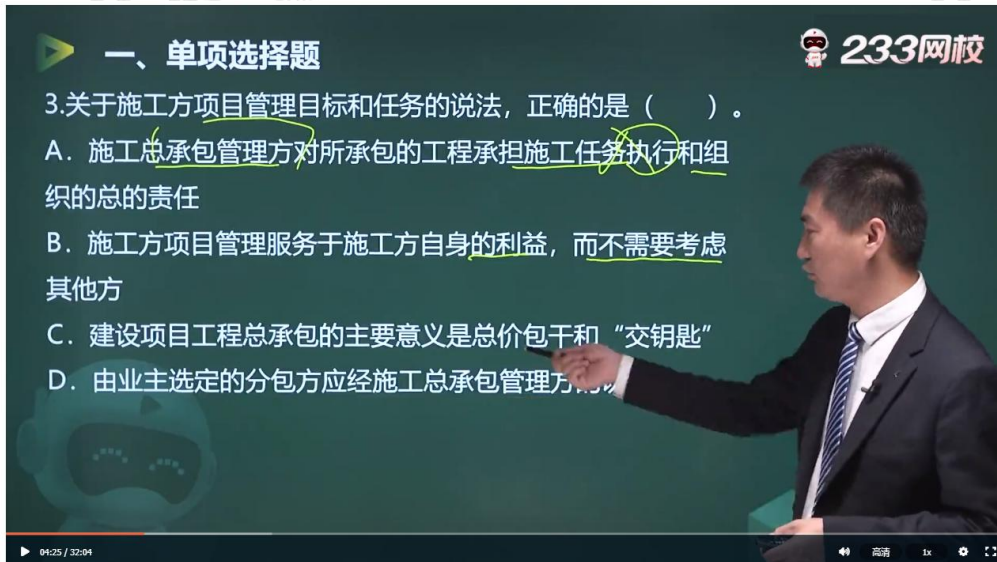 一、单项选择题
233网校
3.关于施工方项目管理目标和任务的说法，正确的是（　　）。
A．施工总承包管理方对所承包的工程承担施工任务执行和组
织的总的责任
B．施工方项目管理服务于施工方自身的利益，而不需要考虑
其他方
C．建设项目工程总承包的主要意义是总价包干和“交钥匙”
D．由业主选定的分包方应经施工总承包管理方的
04:25 / 32:04
高清
1x